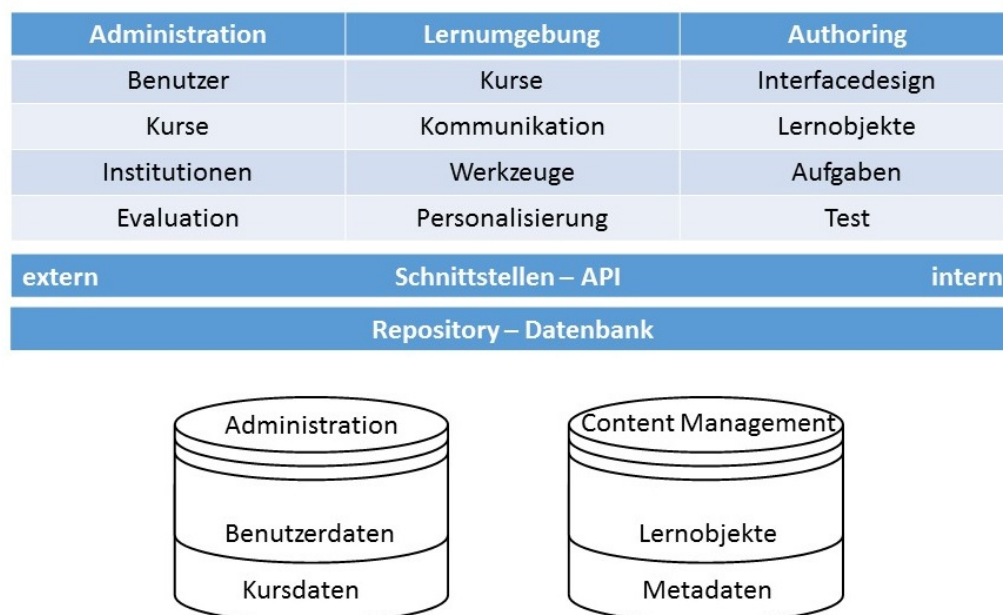 Administration Lernumgebung Authoring
Benutzer Kurse Interfacedesign
Kurse Kommunikation Lernobjekte
Institutionen Werkzeuge Aufgaben
Evaluation Personalisierung Test
extern Schnittstellen – API intern
Repository – Datenbank
Administration Content Management
Benutzerdaten Lernobjekte
Kursdaten Metadaten